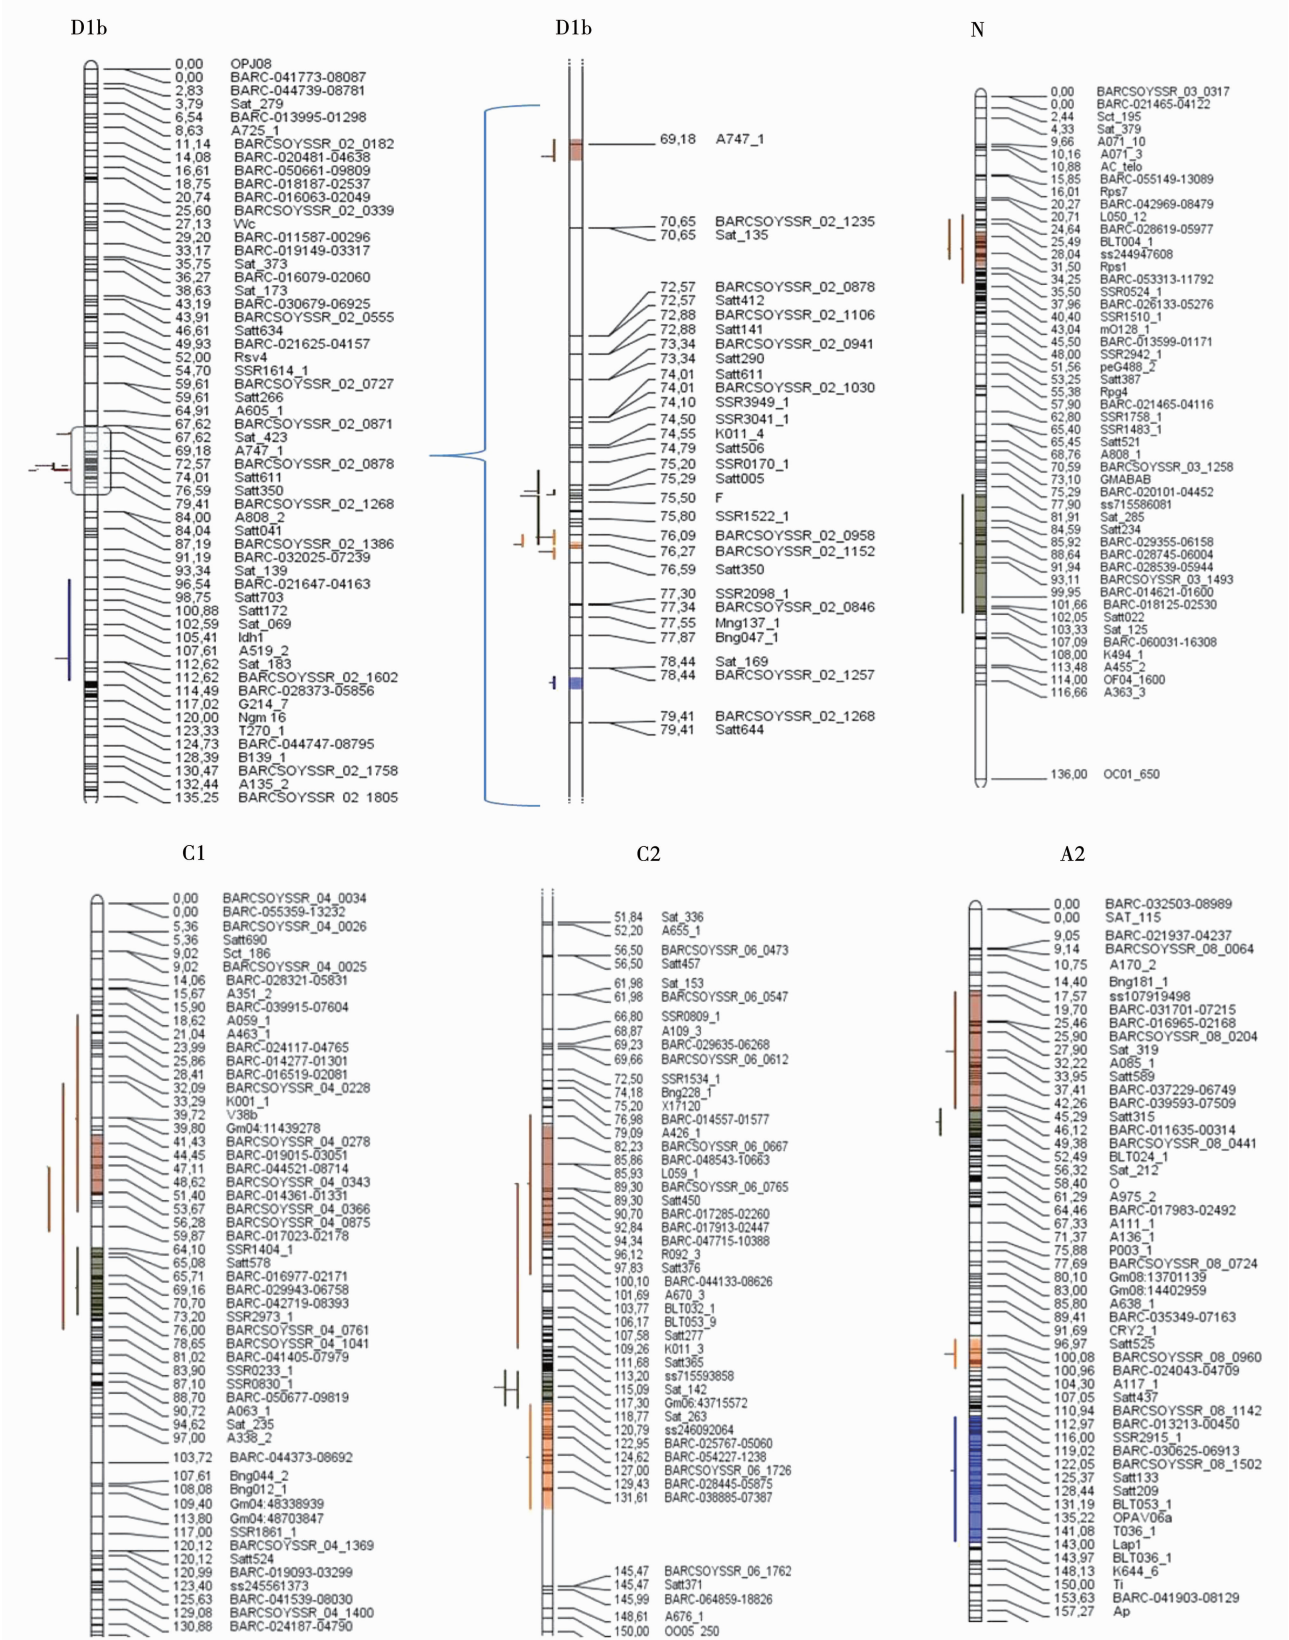 D1b
0,00 OPJ08
0,00 BARC-041773-08087
2,83 BARC-044739-08781
3,79 Sat_279
6,54 BARC-013995-01298
8,63 A725_1
11,14 BARCSOYSSR_02_0182
14,08 BARC-020481-04638
16,61 BARC-050661-09809
18,75 BARC-018187-02537
20,74 BARC-016063-02049
25,60 BARCSOYSSR_02_0339
27,13 Wc
29,20 BARC-011587-00296
33,17 BARC-019149-03317
35,75 Sat_373
36,27 BARC-016079-02060
38,63 Sat_173
43,19 BARC-030679-06925
43,91 BARCSOYSSR_02_0555
46,61 Satt634
49,93 BARC-021625-04157
52,00 Rsv4
54,70 SSR1614_1
59,61 BARCSOYSSR_02_0727
59,61 Satt266
64,91 A605_1
67,62 BARCSOYSSR_02_0871
67,62 Sat_423
69,18 A747_1
72,57 BARCSOYSSR_02_0878
74,01 Satt611
76,59 Satt350
79,41 BARCSOYSSR_02_1268
84,00 A808_2
84,04 Satt041
87,19 BARCSOYSSR_02_1386
91,19 BARC-032025-07239
93,34 Sat_139
96,54 BARC-021647-04163
98,75 Satt703
100,88 Satt172
102,59 Sat_069
105,41 Idh1
107,61 A519_2
112,62 Sat_183
112,62 BARCSOYSSR_02_1602
114,49 BARC-028373-05856
117,02 G214_7
120,00 Ngm 16
123,33 T270_1
124,73 BARC-044747-08795
128,39 B139_1
130,47 BARCSOYSSR_02_1758
132,44 A135_2
135,25 BARCSOYSSR_02_1805
D1b
69,18 A747_1
70,65 BARCSOYSSR_02_1235
70,65 Sat_135
72,57 BARCSOYSSR_02_0878
72,57 Satt412
72,88 BARCSOYSSR_02_1106
72,88 Satt141
73,34 BARCSOYSSR_02_0941
73,34 Satt290
74,01 Satt611
74,01 BARCSOYSSR_02_1030
74,10 SSR3949_1
74,50 SSR3041_1
74,55 K011_4
74,79 Satt506
75,20 SSR0170_1
75,29 Satt005
75,50 F
75,80 SSR1522_1
76,09 BARCSOYSSR_02_0958
76,27 BARCSOYSSR_02_1152
76,59 Satt350
77,30 SSR2098_1
77,34 BARCSOYSSR_02_0846
77,55 Mng137_1
77,87 Bng047_1
78,44 Sat_169
78,44 BARCSOYSSR_02_1257
79,41 BARCSOYSSR_02_1268
79,41 Satt644
N
0,00 BARCSOYSSR_03_0317
0,00 BARC-021465-04122
2,44 Sct_195
4,33 Sat_379
9,66 A071_10
10,16 A071_3
10,88 AC_telo
15,85 BARC-055149-13089
16,01 Rps7
20,27 BARC-042969-08479
20,71 L050_12
24,64 BARC-028619-05977
25,49 BLT004_1
28,04 ss244947608
31,50 Rps1
34,25 BARC-053313-11792
35,50 SSR0524_1
37,96 BARC-026133-05276
40,40 SSR1510_1
43,04 mO128_1
45,50 BARC-013599-01171
48,00 SSR2942_1
51,56 peG488_2
53,25 Satt387
55,38 Rpg4
57,90 BARC-021465-04116
62,80 SSR1758_1
65,40 SSR1483_1
65,45 Satt521
68,76 A808_1
70,59 BARCSOYSSR_03_1258
73,10 GMABAB
75,29 BARC-020101-04452
77,90 ss715586081
81,91 Sat_285
84,59 Satt234
85,92 BARC-029355-06158
88,64 BARC-028745-06004
91,94 BARC-028539-05944
93,11 BARCSOYSSR_03_1493
99,95 BARC-014621-01600
101,66 BARC-018125-02530
102,05 Satt022
103,33 Sat_125
107,09 BARC-060031-16308
108,00 K494_1
113,48 A455_2
114,00 OF04_1600
116,66 A363_3
136,00 OC01_650
C1
0,00 BARCSOYSSR_04_0034
0,00 BARC-055359-13232
5,36 BARCSOYSSR_04_0026
5,36 Satt690
9,02 Sct_186
9,02 BARCSOYSSR_04_0025
14,06 BARC-028321-05831
15,67 A351_2
15,90 BARC-039915-07604
18,62 A059_1
21,04 A463_1
23,99 BARC-024117-04765
25,86 BARC-014277-01301
28,41 BARC-016519-02081
32,09 BARCSOYSSR_04_0228
33,29 K001_1
39,72 V38b
39,80 Gm04:11439278
41,43 BARCSOYSSR_04_0278
44,45 BARC-019015-03051
47,11 BARC-044521-08714
48,62 BARCSOYSSR_04_0343
51,40 BARC-014361-01331
53,67 BARCSOYSSR_04_0366
56,28 BARCSOYSSR_04_0875
59,87 BARC-017023-02178
64,10 SSR1404_1
65,08 Satt578
65,71 BARC-016977-02171
69,16 BARC-029943-06758
70,70 BARC-042719-08393
73,20 SSR2973_1
76,00 BARCSOYSSR_04_0761
78,65 BARCSOYSSR_04_1041
81,02 BARC-041405-07979
83,90 SSR0233_1
87,10 SSR0830_1
88,70 BARC-050677-09819
90,72 A063_1
94,62 Sat_235
97,00 A338_2
103,72 BARC-044373-08692
107,61 Bng044_2
108,08 Bng012_1
109,40 Gm04:48338939
113,80 Gm04:48703847
117,00 SSR1861_1
120,12 BARCSOYSSR_04_1369
120,12 Satt524
120,99 BARC-019093-03299
123,40 ss245561373
125,63 BARC-041539-08030
129,08 BARCSOYSSR_04_1400
130,88 BARC-024187-04790
C2
51,84 Sat_336
52,20 A655_1
56,50 BARCSOYSSR_06_0473
56,50 Satt457
61,98 Sat_153
61,98 BARCSOYSSR_06_0547
66,80 SSR0809_1
68,87 A109_3
69,23 BARC-029635-06268
69,66 BARCSOYSSR_06_0612
72,50 SSR1534_1
74,18 Bng228_1
75,20 X17120
76,98 BARC-014557-01577
79,09 A426_1
82,23 BARCSOYSSR_06_0667
85,86 BARC-048543-10663
85,93 L059_1
89,30 BARCSOYSSR_06_0765
89,30 Satt450
90,70 BARC-017285-02260
92,84 BARC-017913-02447
94,34 BARC-047715-10388
96,12 R092_3
97,83 Satt376
100,10 BARC-044133-08626
101,69 A670_3
103,77 BLT032_1
106,17 BLT053_9
107,58 Satt277
109,26 K011_3
111,68 Satt365
113,20 ss715593858
115,09 Sat_142
117,30 Gm06:43715572
118,77 Sat_263
120,79 ss246092064
122,95 BARC-025767-05060
124,62 BARC-054227-1238
127,00 BARCSOYSSR_06_1726
129,43 BARC-028445-05875
131,61 BARC-038885-07387
145,47 BARCSOYSSR_06_1762
145,47 Satt371
145,99 BARC-064859-18826
148,61 A676_1
150,00 OO05_250
A2
0,00 BARC-032503-08989
0,00 SAT_115
9,05 BARC-021937-04237
9,14 BARCSOYSSR_08_0064
10,75 A170_2
14,40 Bng181_1
17,57 ss107919498
19,70 BARC-031701-07215
25,46 BARC-016965-02168
25,90 BARCSOYSSR_08_0204
27,90 Sat_319
32,22 A085_1
33,95 Satt589
37,41 BARC-037229-06749
42,26 BARC-039593-07509
45,29 Satt315
46,12 BARC-011635-00314
49,38 BARCSOYSSR_08_0441
52,49 BLT024_1
56,32 Sat_212
58,40 O
61,29 A975_2
64,46 BARC-017983-02492
67,33 A111_1
71,37 A136_1
75,88 P003_1
77,69 BARCSOYSSR_08_0724
80,10 Gm08:13701139
83,00 Gm08:14402959
85,80 A638_1
89,41 BARC-035349-07163
91,69 CRY2_1
96,97 Satt525
100,08 BARCSOYSSR_08_0960
100,96 BARC-024043-04709
104,30 A117_1
107,05 Satt437
110,94 BARCSOYSSR_08_1142
112,97 BARC-013213-00450
116,00 SSR2915_1
119,02 BARC-030625-06913
122,05 BARCSOYSSR_08_1502
125,37 Satt133
128,44 Satt209
131,19 BLT053_1
135,22 OPAV06a
141,08 T036_1
143,00 Lap1
143,97 BLT036_1
148,13 K644_6
150,00 Ti
153,63 BARC-041903-08129
157,27 Ap